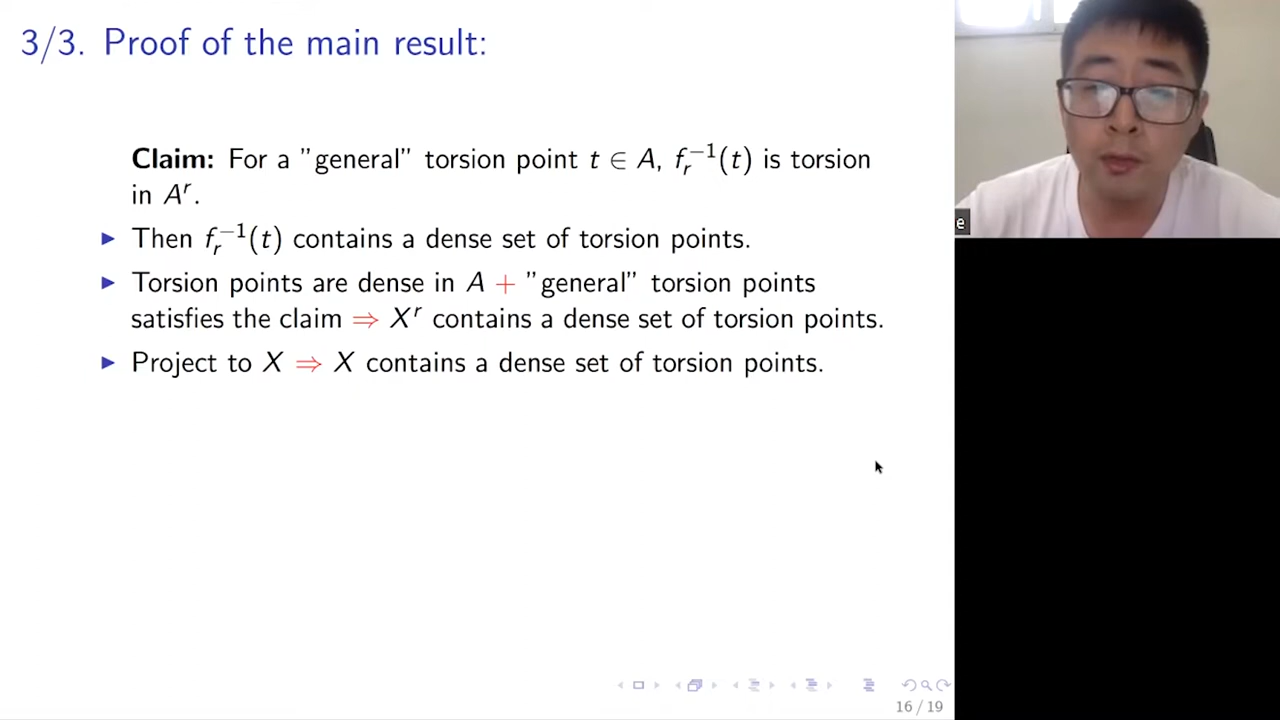 3/3. Proof of the main result:
Claim: For a "general" torsion point t ∈ A, f_r^{-1}(t) is torsion
in A^r.
▶ Then f_r^{-1}(t) contains a dense set of torsion points.
▶ Torsion points are dense in A + "general" torsion points
satisfies the claim ⇒ X^r contains a dense set of torsion points.
▶ Project to X ⇒ X contains a dense set of torsion points.
e
16 / 19